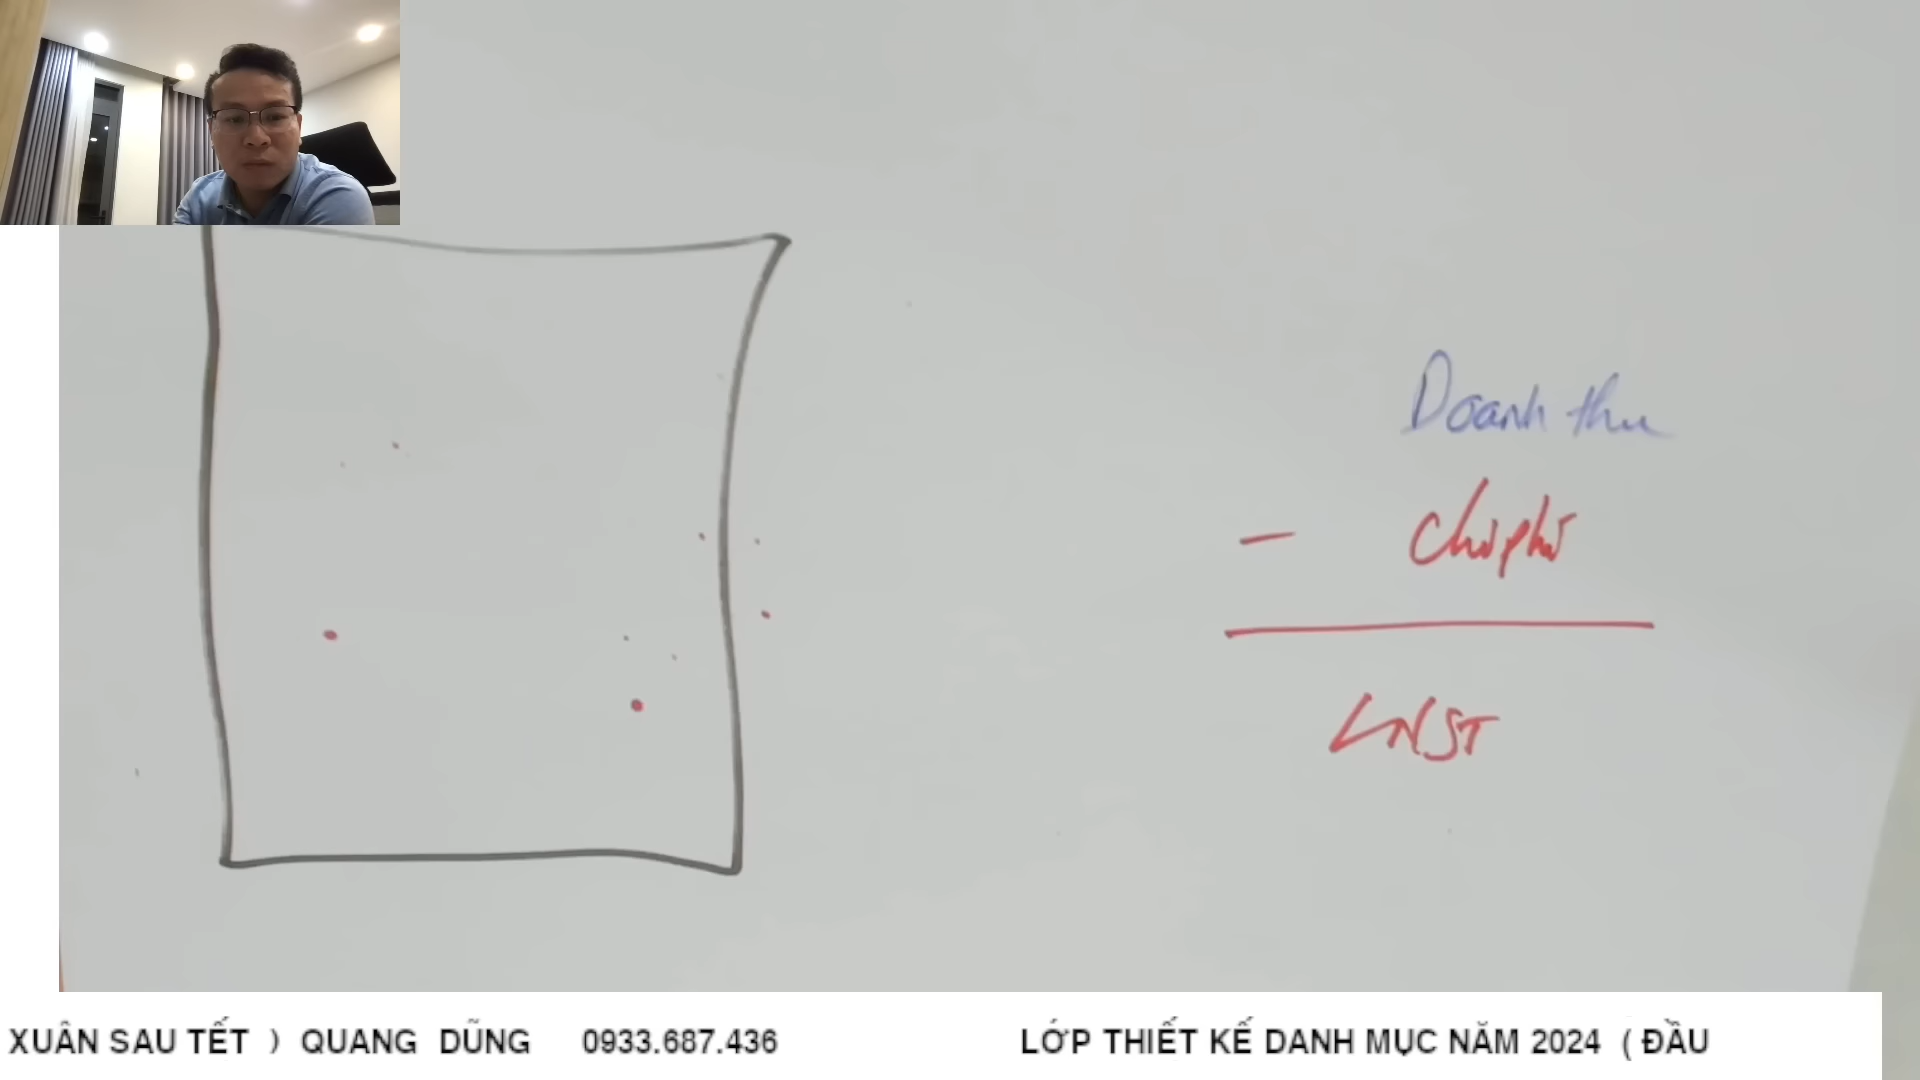 Doanh thu
- Chi phí
LNST
XUÂN SAU TẾT ) QUANG DŨNG 0933.687.436 LỚP THIẾT KẾ DANH MỤC NĂM 2024 ( ĐẦU